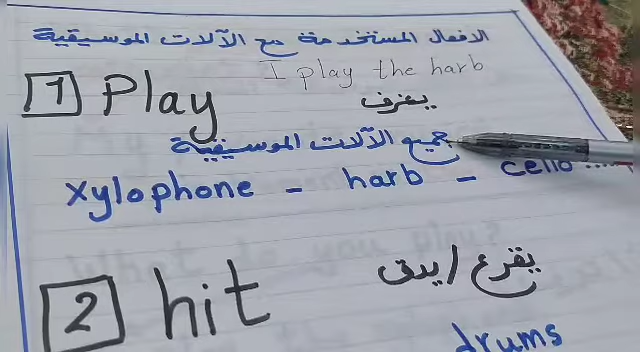 الافعال المستخدمة مع الآلات الموسيقية
I play the harb
1 Play يعزف
جميع الآلات الموسيقية
xylophone - harb - cello ....
2 hit يقرع / يدق
drums